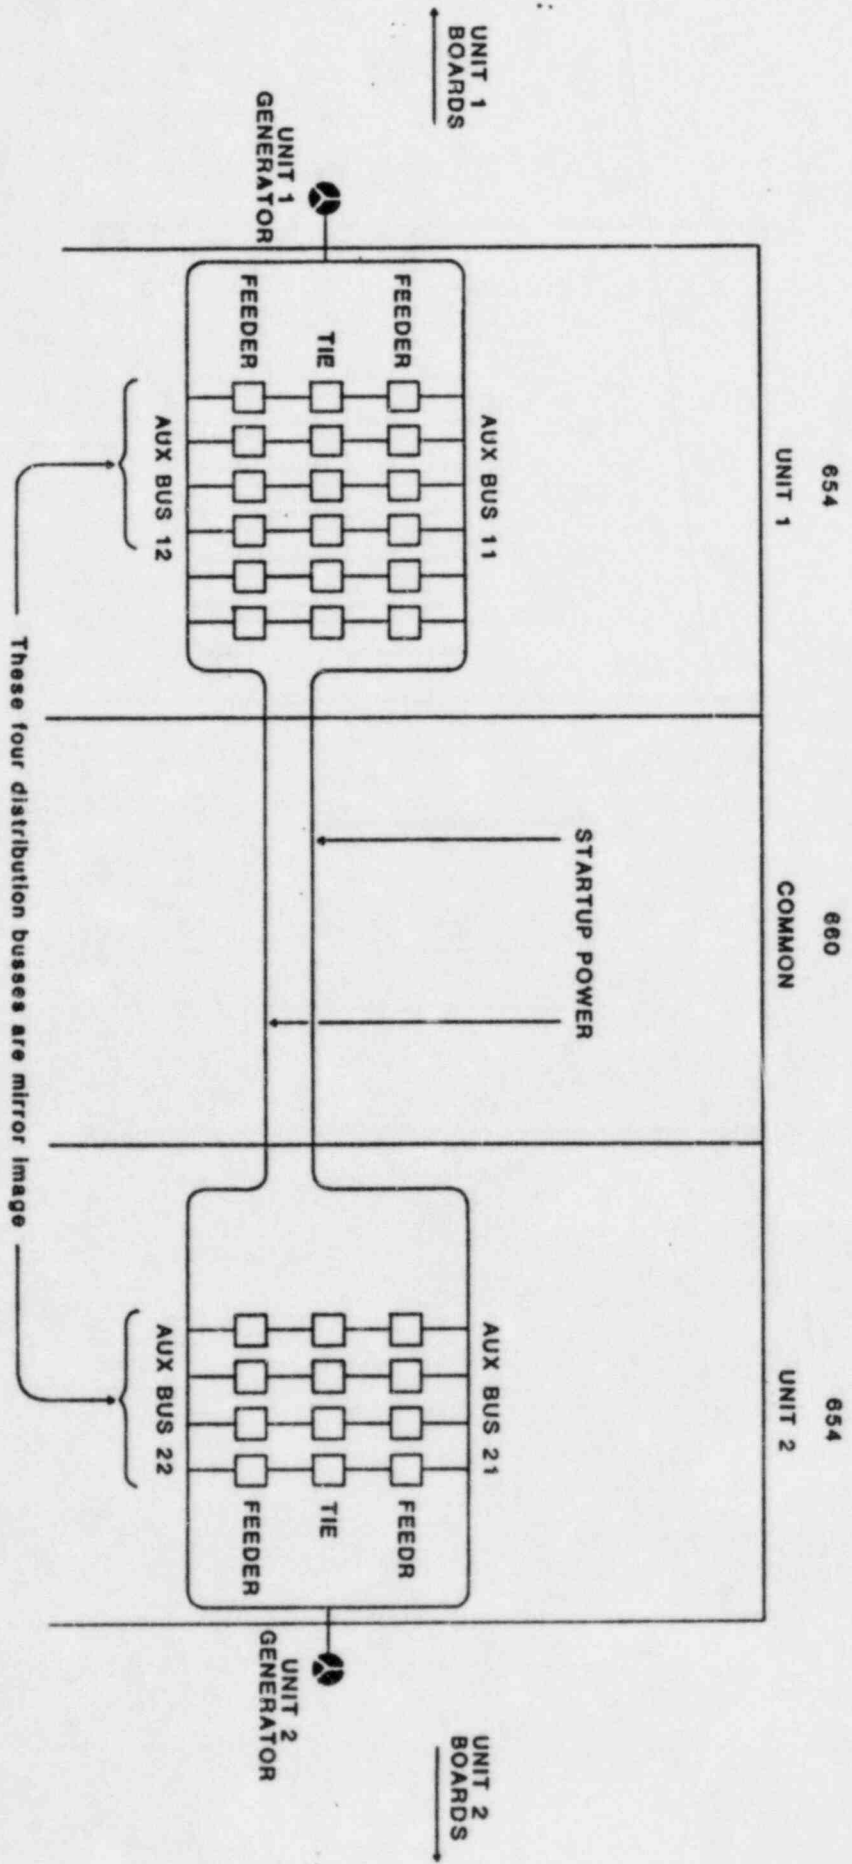 654
660
654
UNIT 1
COMMON
UNIT 2
UNIT 1
BOARDS
UNIT 2
BOARDS
STARTUP POWER
AUX BUS 11
AUX BUS 21
FEEDER
FEEDR
TIE
TIE
UNIT 1
GENERATOR
UNIT 2
GENERATOR
FEEDER
FEEDER
AUX BUS 12
AUX BUS 22
These four distribution busses are mirror image